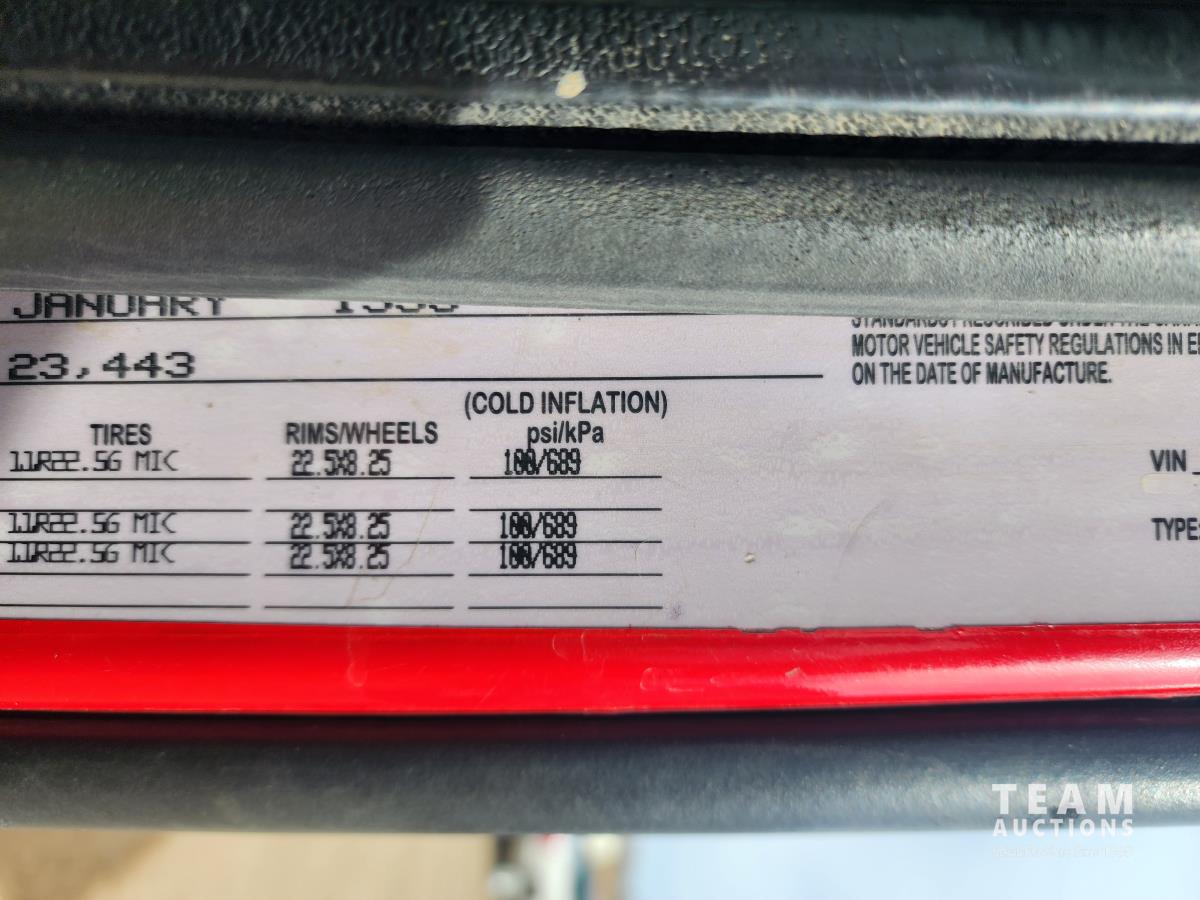 JANUARY
23,443
MOTOR VEHICLE SAFETY REGULATIONS IN
ON THE DATE OF MANUFACTURE.
(COLD INFLATION)
TIRES RIMS/WHEELS psi/kPa
11R22.5G MIC 22.5X8.25 100/689
11R22.5G MIC 22.5X8.25 100/689
11R22.5G MIC 22.5X8.25 100/689
VIN
TYPE:
TEAM
AUCTIONS